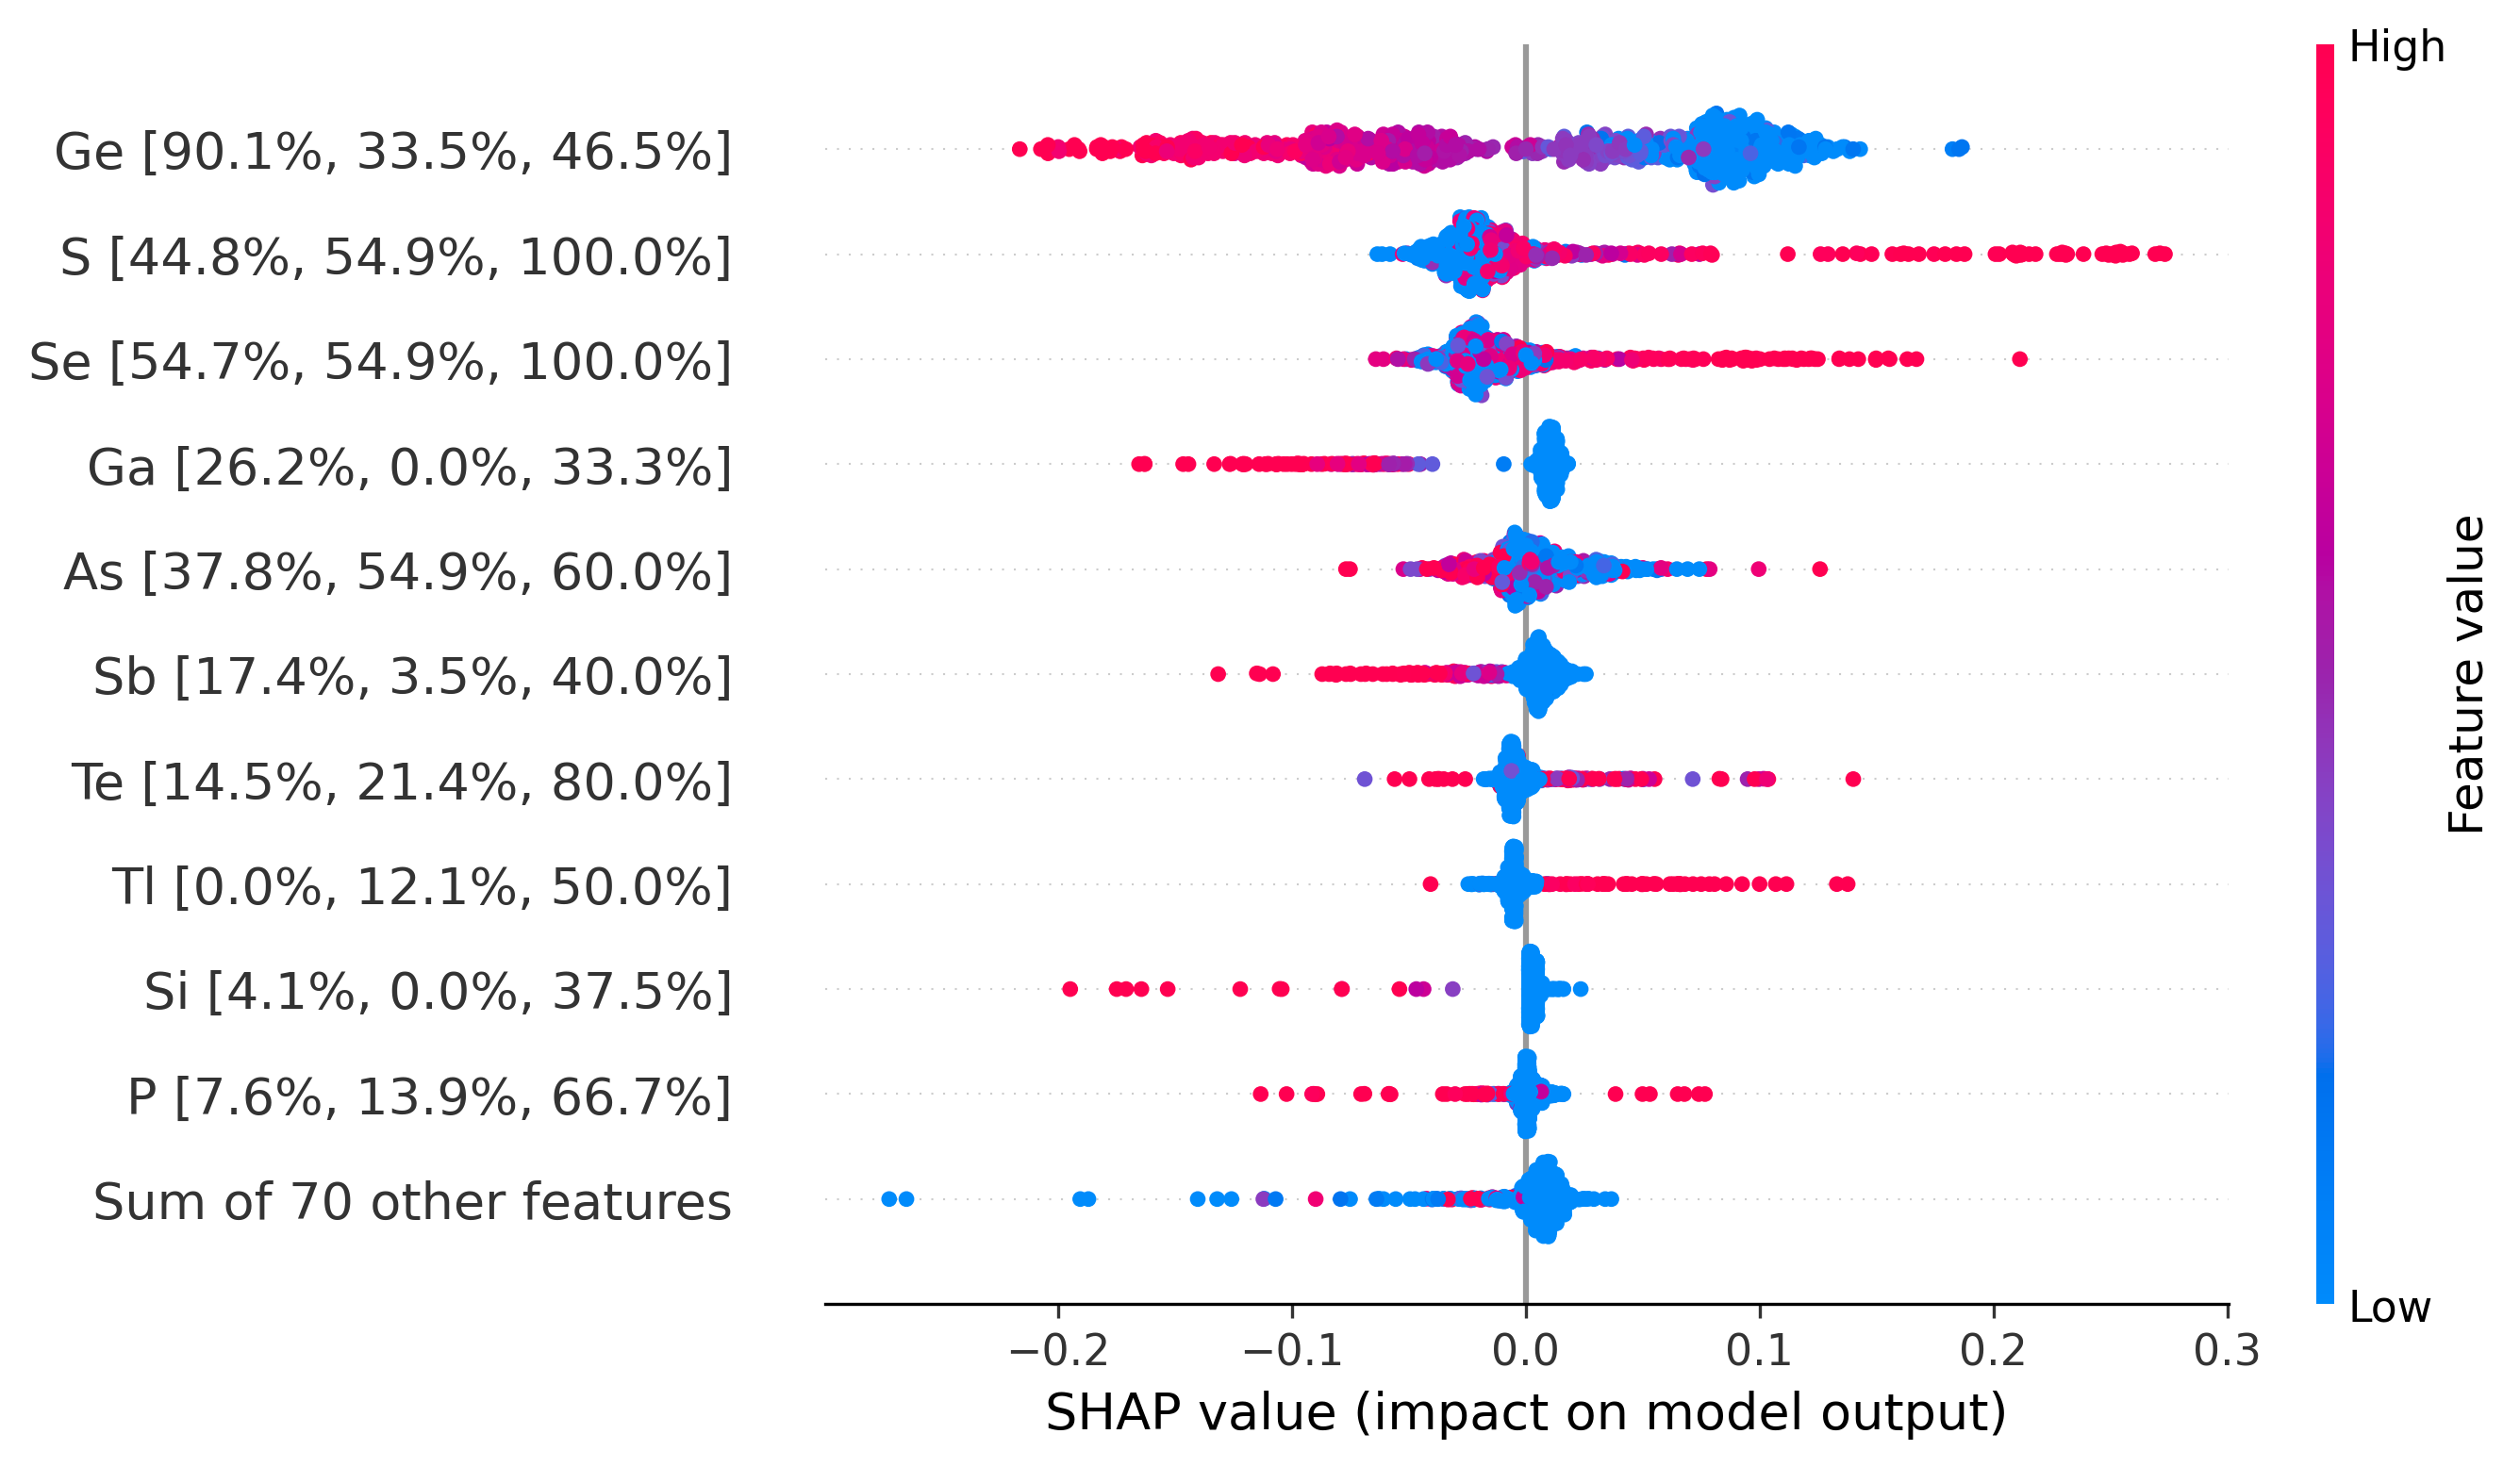 High
Ge [90.1%, 33.5%, 46.5%]
S [44.8%, 54.9%, 100.0%]
Se [54.7%, 54.9%, 100.0%]
Ga [26.2%, 0.0%, 33.3%]
As [37.8%, 54.9%, 60.0%]
Sb [17.4%, 3.5%, 40.0%]
Te [14.5%, 21.4%, 80.0%]
Tl [0.0%, 12.1%, 50.0%]
Si [4.1%, 0.0%, 37.5%]
P [7.6%, 13.9%, 66.7%]
Sum of 70 other features
Feature value
Low
−0.2 −0.1 0.0 0.1 0.2 0.3
SHAP value (impact on model output)